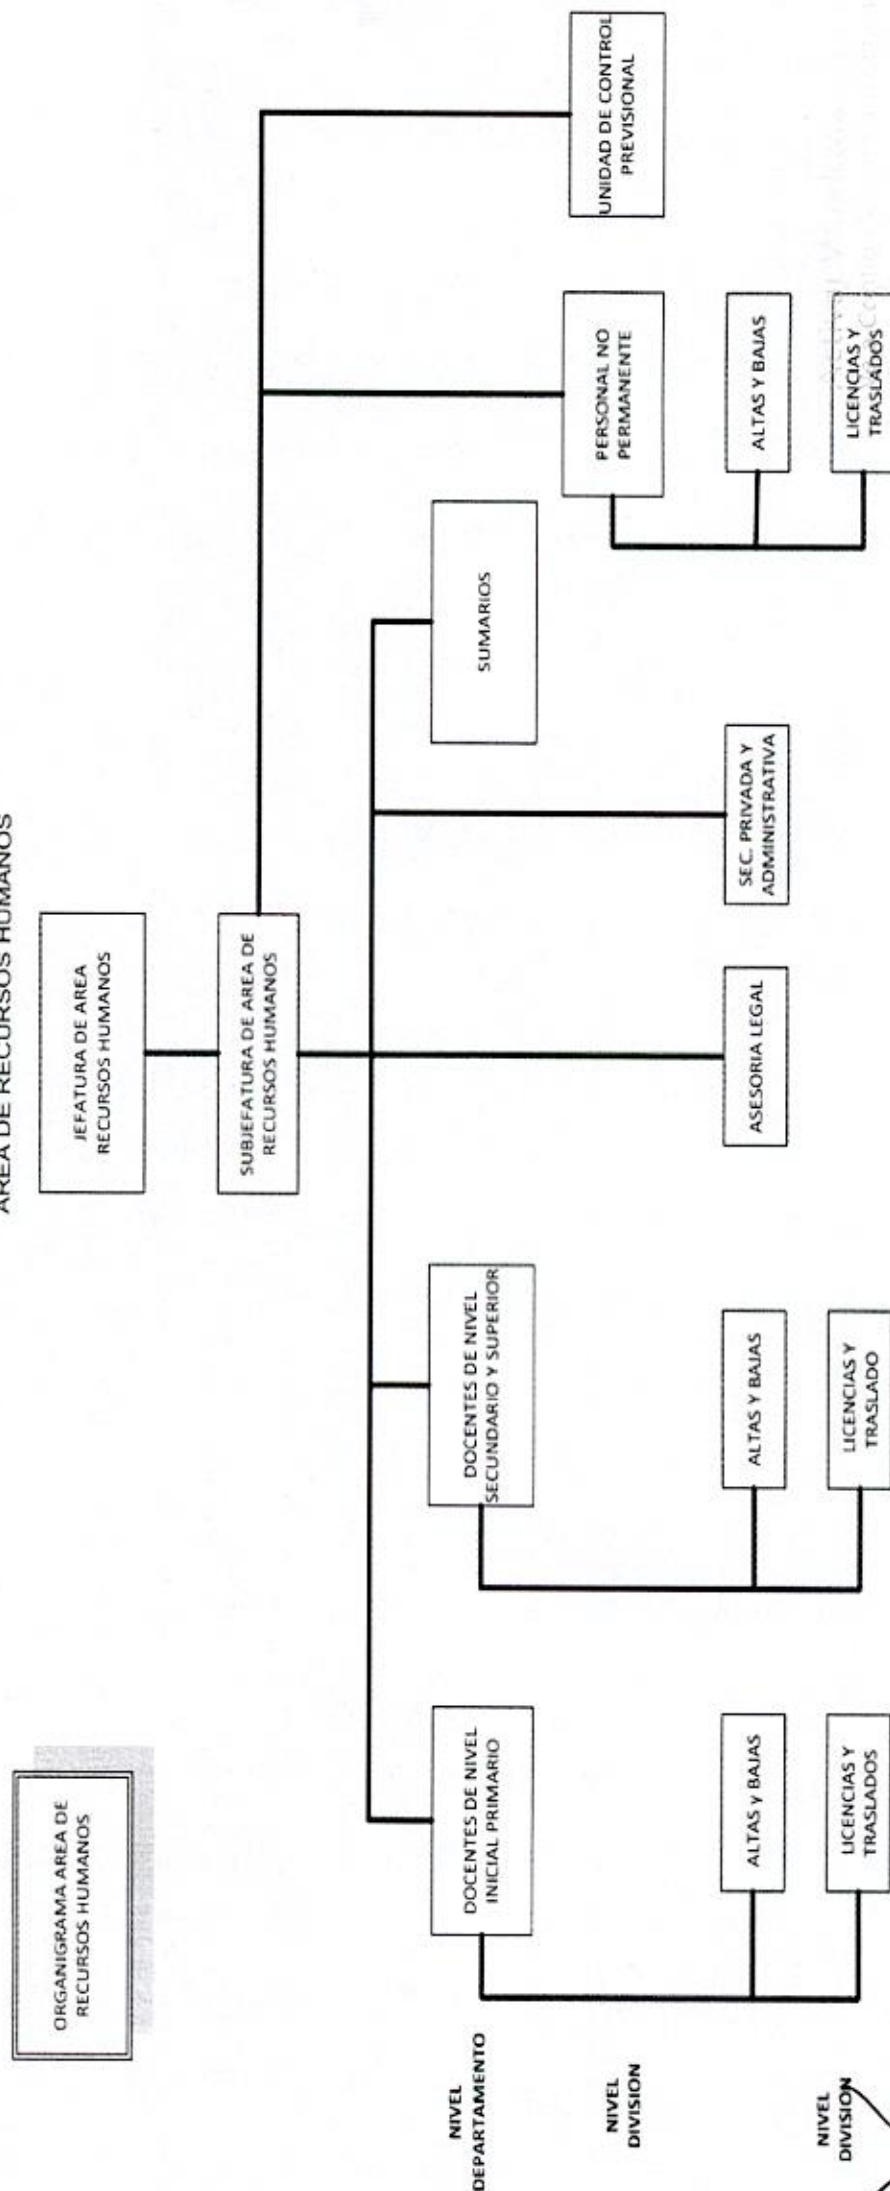 AREA DE RECURSOS HUMANOS
ORGANIGRAMA AREA DE
RECURSOS HUMANOS
JEFATURA DE AREA
RECURSOS HUMANOS
SUBJEFATURA DE AREA DE
RECURSOS HUMANOS
NIVEL
DEPARTAMENTO
DOCENTES DE NIVEL
INICIAL PRIMARIO
DOCENTES DE NIVEL
SECUNDARIO Y SUPERIOR
SUMARIOS
NIVEL
DIVISION
PERSONAL NO
PERMANENTE
UNIDAD DE CONTROL
PREVISIONAL
ALTAS y BAJAS
ALTAS Y BAJAS
ASESORIA LEGAL
SEC. PRIVADA Y
ADMINISTRATIVA
ALTAS Y BAJAS
NIVEL
DIVISION
LICENCIAS Y
TRASLADOS
LICENCIAS Y
TRASLADO
LICENCIAS Y
TRASLADOS